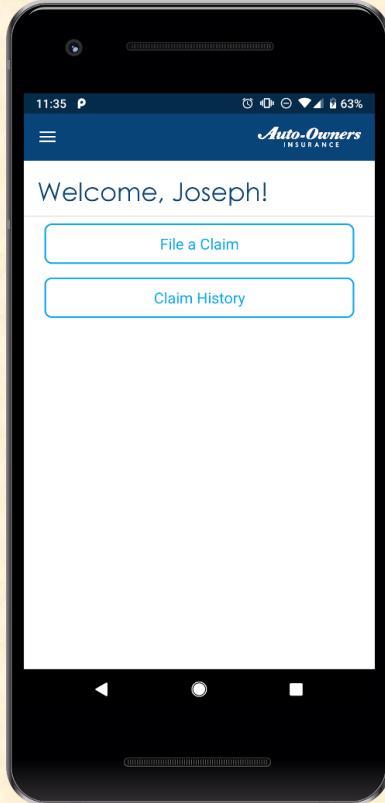 11:35 63%
Auto-Owners
INSURANCE
Welcome, Joseph!
File a Claim
Claim History